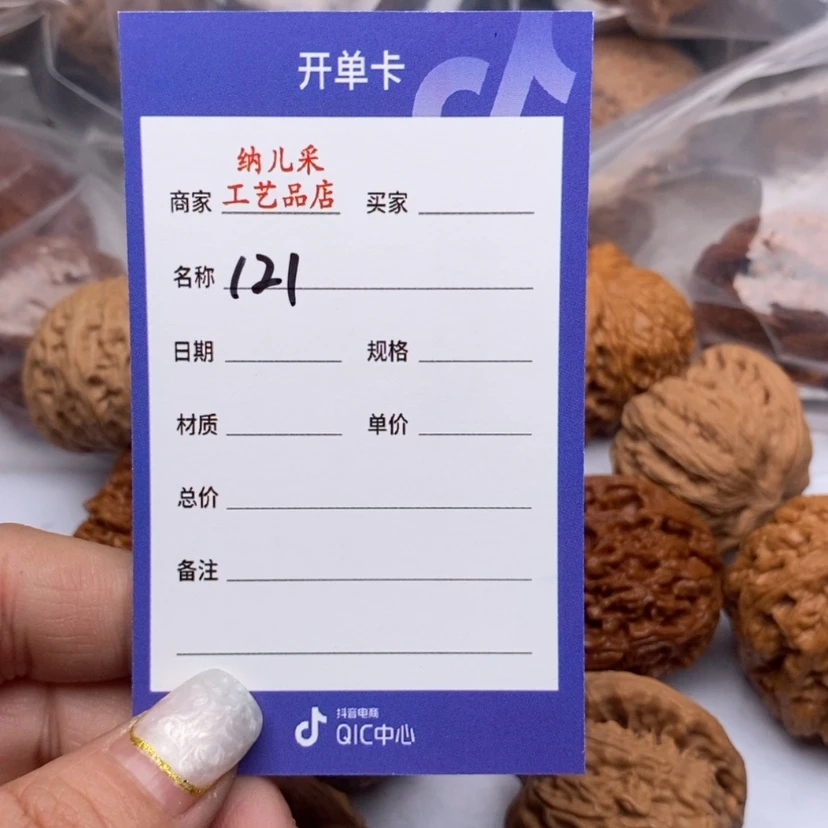 开单卡
纳儿采
商家 工艺品店 买家
名称 121
日期 规格
材质 单价
总价
备注
抖音电商
QIC中心